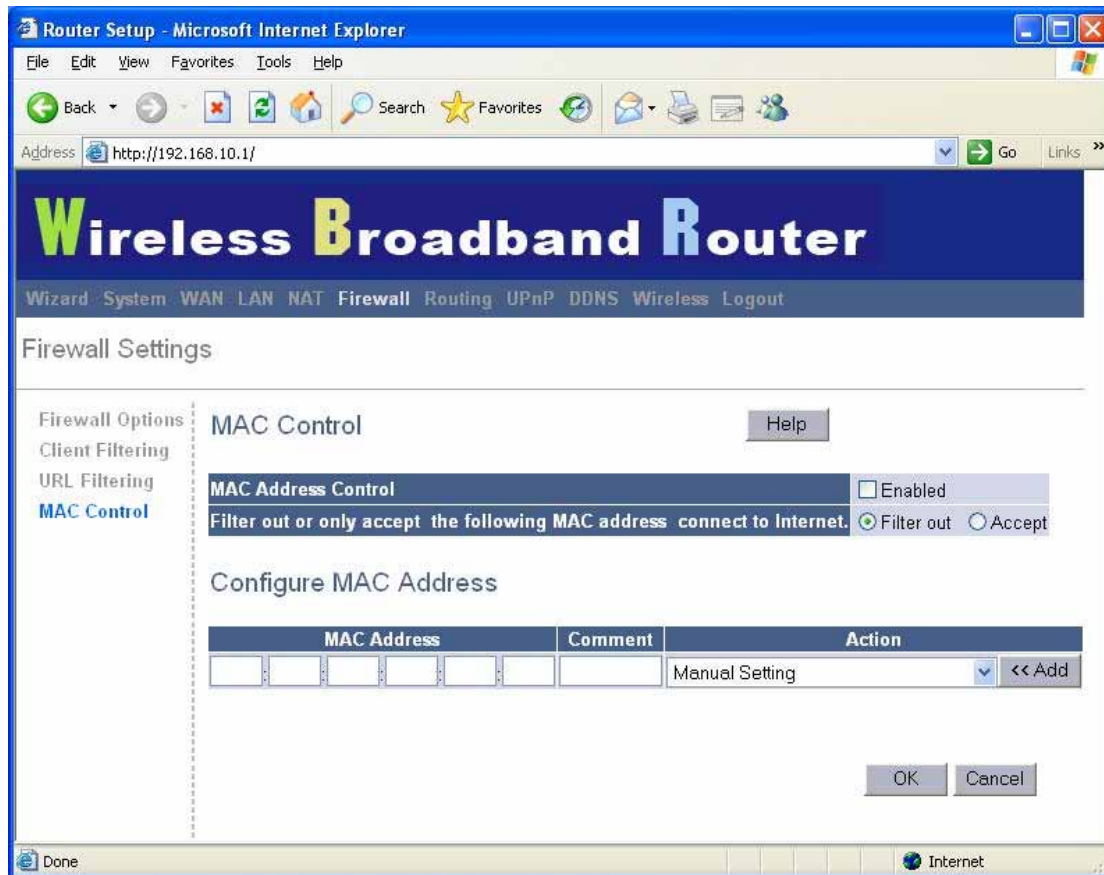 Router Setup - Microsoft Internet Explorer
File Edit View Favorites Tools Help
Back Search Favorites
Address http://192.168.10.1/ Go Links »
Wireless Broadband Router
Wizard System WAN LAN NAT Firewall Routing UPnP DDNS Wireless Logout
Firewall Settings
Firewall Options
Client Filtering
URL Filtering
MAC Control
MAC Control Help
MAC Address Control Enabled
Filter out or only accept the following MAC address connect to Internet. Filter out Accept
Configure MAC Address
MAC Address Comment Action
: : : : : Manual Setting << Add
OK Cancel
Done Internet